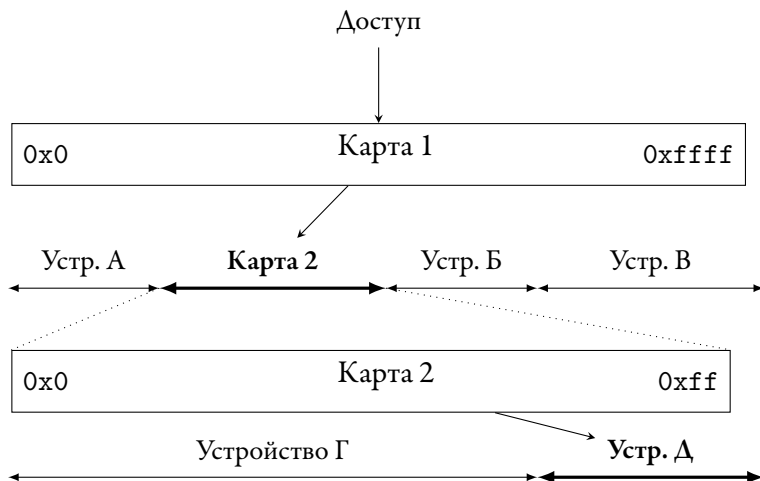 Доступ
0x0 Карта 1 0xffff
Устр. А Карта 2 Устр. Б Устр. В
0x0 Карта 2 0xff
Устройство Г Устр. Д